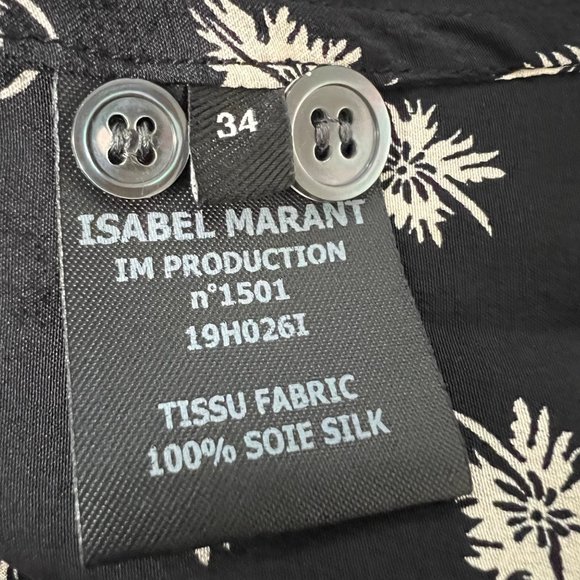 34
ISABEL MARANT
IM PRODUCTION
n°1501
19H026I
TISSU FABRIC
100% SOIE SILK